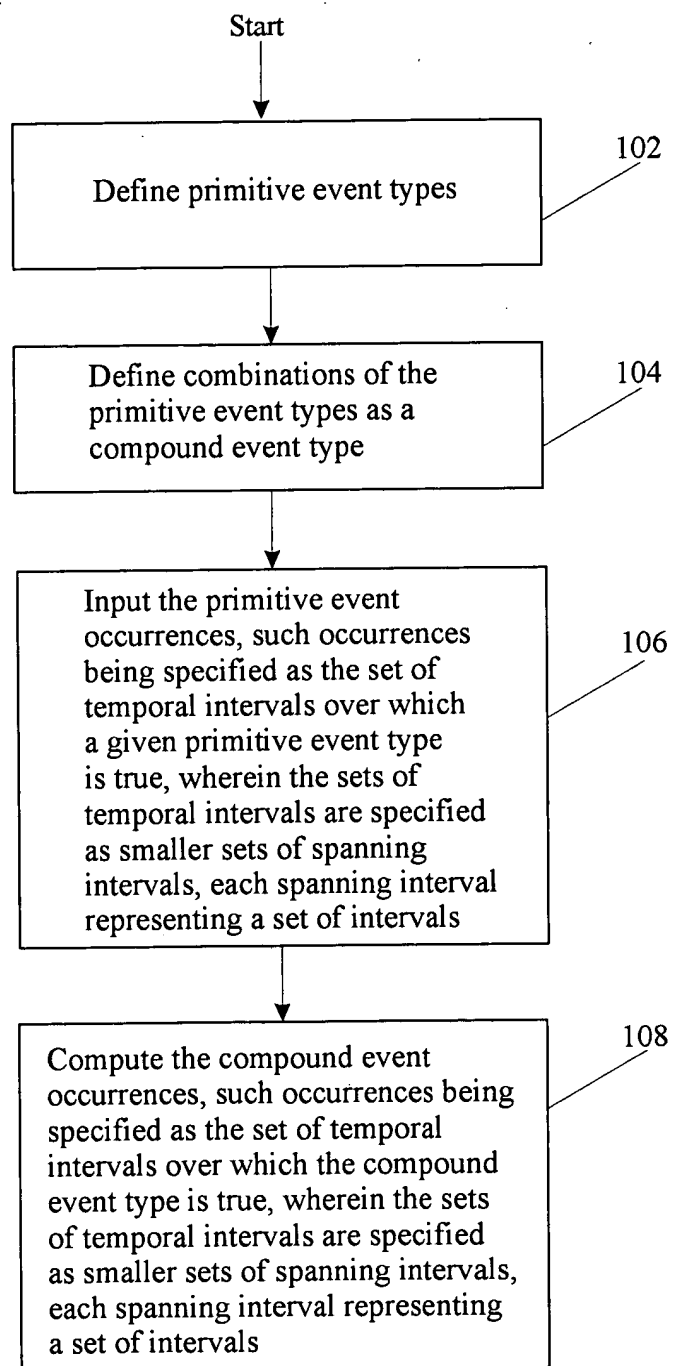 Start
102
Define primitive event types
104
Define combinations of the
primitive event types as a
compound event type
106
Input the primitive event
occurrences, such occurrences
being specified as the set of
temporal intervals over which
a given primitive event type
is true, wherein the sets of
temporal intervals are specified
as smaller sets of spanning
intervals, each spanning interval
representing a set of intervals
108
Compute the compound event
occurrences, such occurrences being
specified as the set of temporal
intervals over which the compound
event type is true, wherein the sets
of temporal intervals are specified
as smaller sets of spanning intervals,
each spanning interval representing
a set of intervals